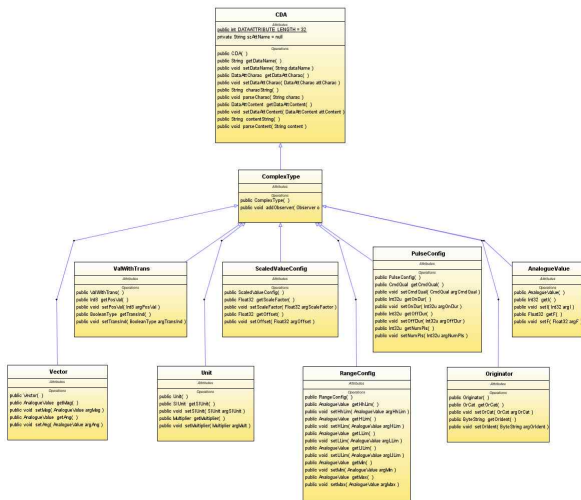 CDA
Attributes
public int DATAATTRIBUTE_LENGTH = 32
private String szAttName = null
Operations
public CDA( )
public String getDataName( )
public void setDataName( String dataName )
public DataAttCharas getDataAttCharas( )
public void setDataAttCharas( DataAttCharas attCharac )
public String charasString( )
public void parseCharac( String charac )
public DataAttContent getDataAttContent( )
public void setDataAttContent( DataAttContent attContent )
public String contentString( )
public void parseContent( String content )
ComplexType
Attributes
Operations
public ComplexType( )
public void addObserver( Observer o
ValWithTrans
Attributes
Operations
public ValWithTrans( )
public Int8 getPosVal( )
public void setPosVal( Int8 argPosVal )
public BooleanType getTransInd( )
public void setTransInd( BooleanType argTransInd )
ScaledValueConfig
Attributes
Operations
public ScaledValueConfig( )
public Float32 getScaleFactor( )
public void setScaleFactor( Float32 argScaleFactor )
public Float32 getOffset( )
public void setOffset( Float32 argOffset )
PulseConfig
Attributes
Operations
public PulseConfig( )
public CmdQual getCmdQual( )
public void setCmdQual( CmdQual argCmdQual )
public Int32u getOnDur( )
public void setOnDur( Int32u argOnDur )
public Int32u getOffDur( )
public void setOffDur( Int32u argOffDur )
public Int32u getNumPls( )
public void setNumPls( Int32u argNumPls )
AnalogueValue
Attributes
Operations
public AnalogueValue( )
public Int32 getI( )
public void setI( Int32 argI )
public Float32 getF( )
public void setF( Float32 argF )
Vector
Attributes
Operations
public Vector( )
public AnalogueValue getMag( )
public void setMag( AnalogueValue argMag )
public AnalogueValue getAng( )
public void setAng( AnalogueValue argAng )
Unit
Attributes
Operations
public Unit( )
public SIUnit getSIUnit( )
public void setSIUnit( SIUnit argSIUnit )
public Multiplier getMultiplier( )
public setMultiplier( Multiplier argMult
RangeConfig
Attributes
Operations
public RangeConfig( )
public AnalogueValue getHhLim( )
public void setHhLim( AnalogueValue argHhLim )
public AnalogueValue getHLim( )
public void setHLim( AnalogueValue argHLim )
public AnalogueValue getLLim( )
public void setLLim( AnalogueValue argLLim )
public AnalogueValue getLlLim( )
public void setLlLim( AnalogueValue argLlLim )
public AnalogueValue getMin( )
public void setMin( AnalogueValue argMin )
public AnalogueValue getMax( )
public void setMax( AnalogueValue argMax )
Originator
Attributes
Operations
public Originator( )
public OrCat getOrCat( )
public void setOrCat( OrCat argOrCat )
public ByteString getOrIdent( )
public void setOrIdent( ByteString argOrIdent )